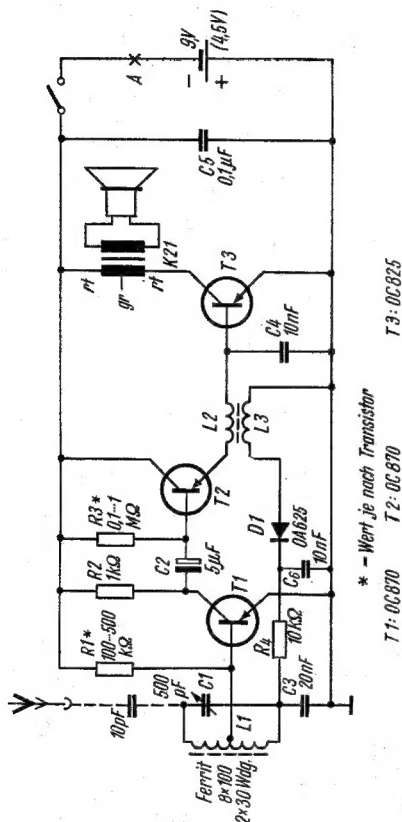 Ferrit
8×100
2×30 Wdg.
L1
10pF
500
pF
C1
C3
20nF
R1*
100–500
kΩ
R2
1kΩ
R3*
0,1–1
MΩ
C2
5µF
T1
R4
10kΩ
C6
10nF
D1
OA625
T2
L2
L3
C4
10nF
T3
rt
gr
rt
K21
C5
0,1µF
A
9V
(4,5V)
−
+
* = Wert je nach Transistor
T1: OC870 T2: OC870 T3: OC825